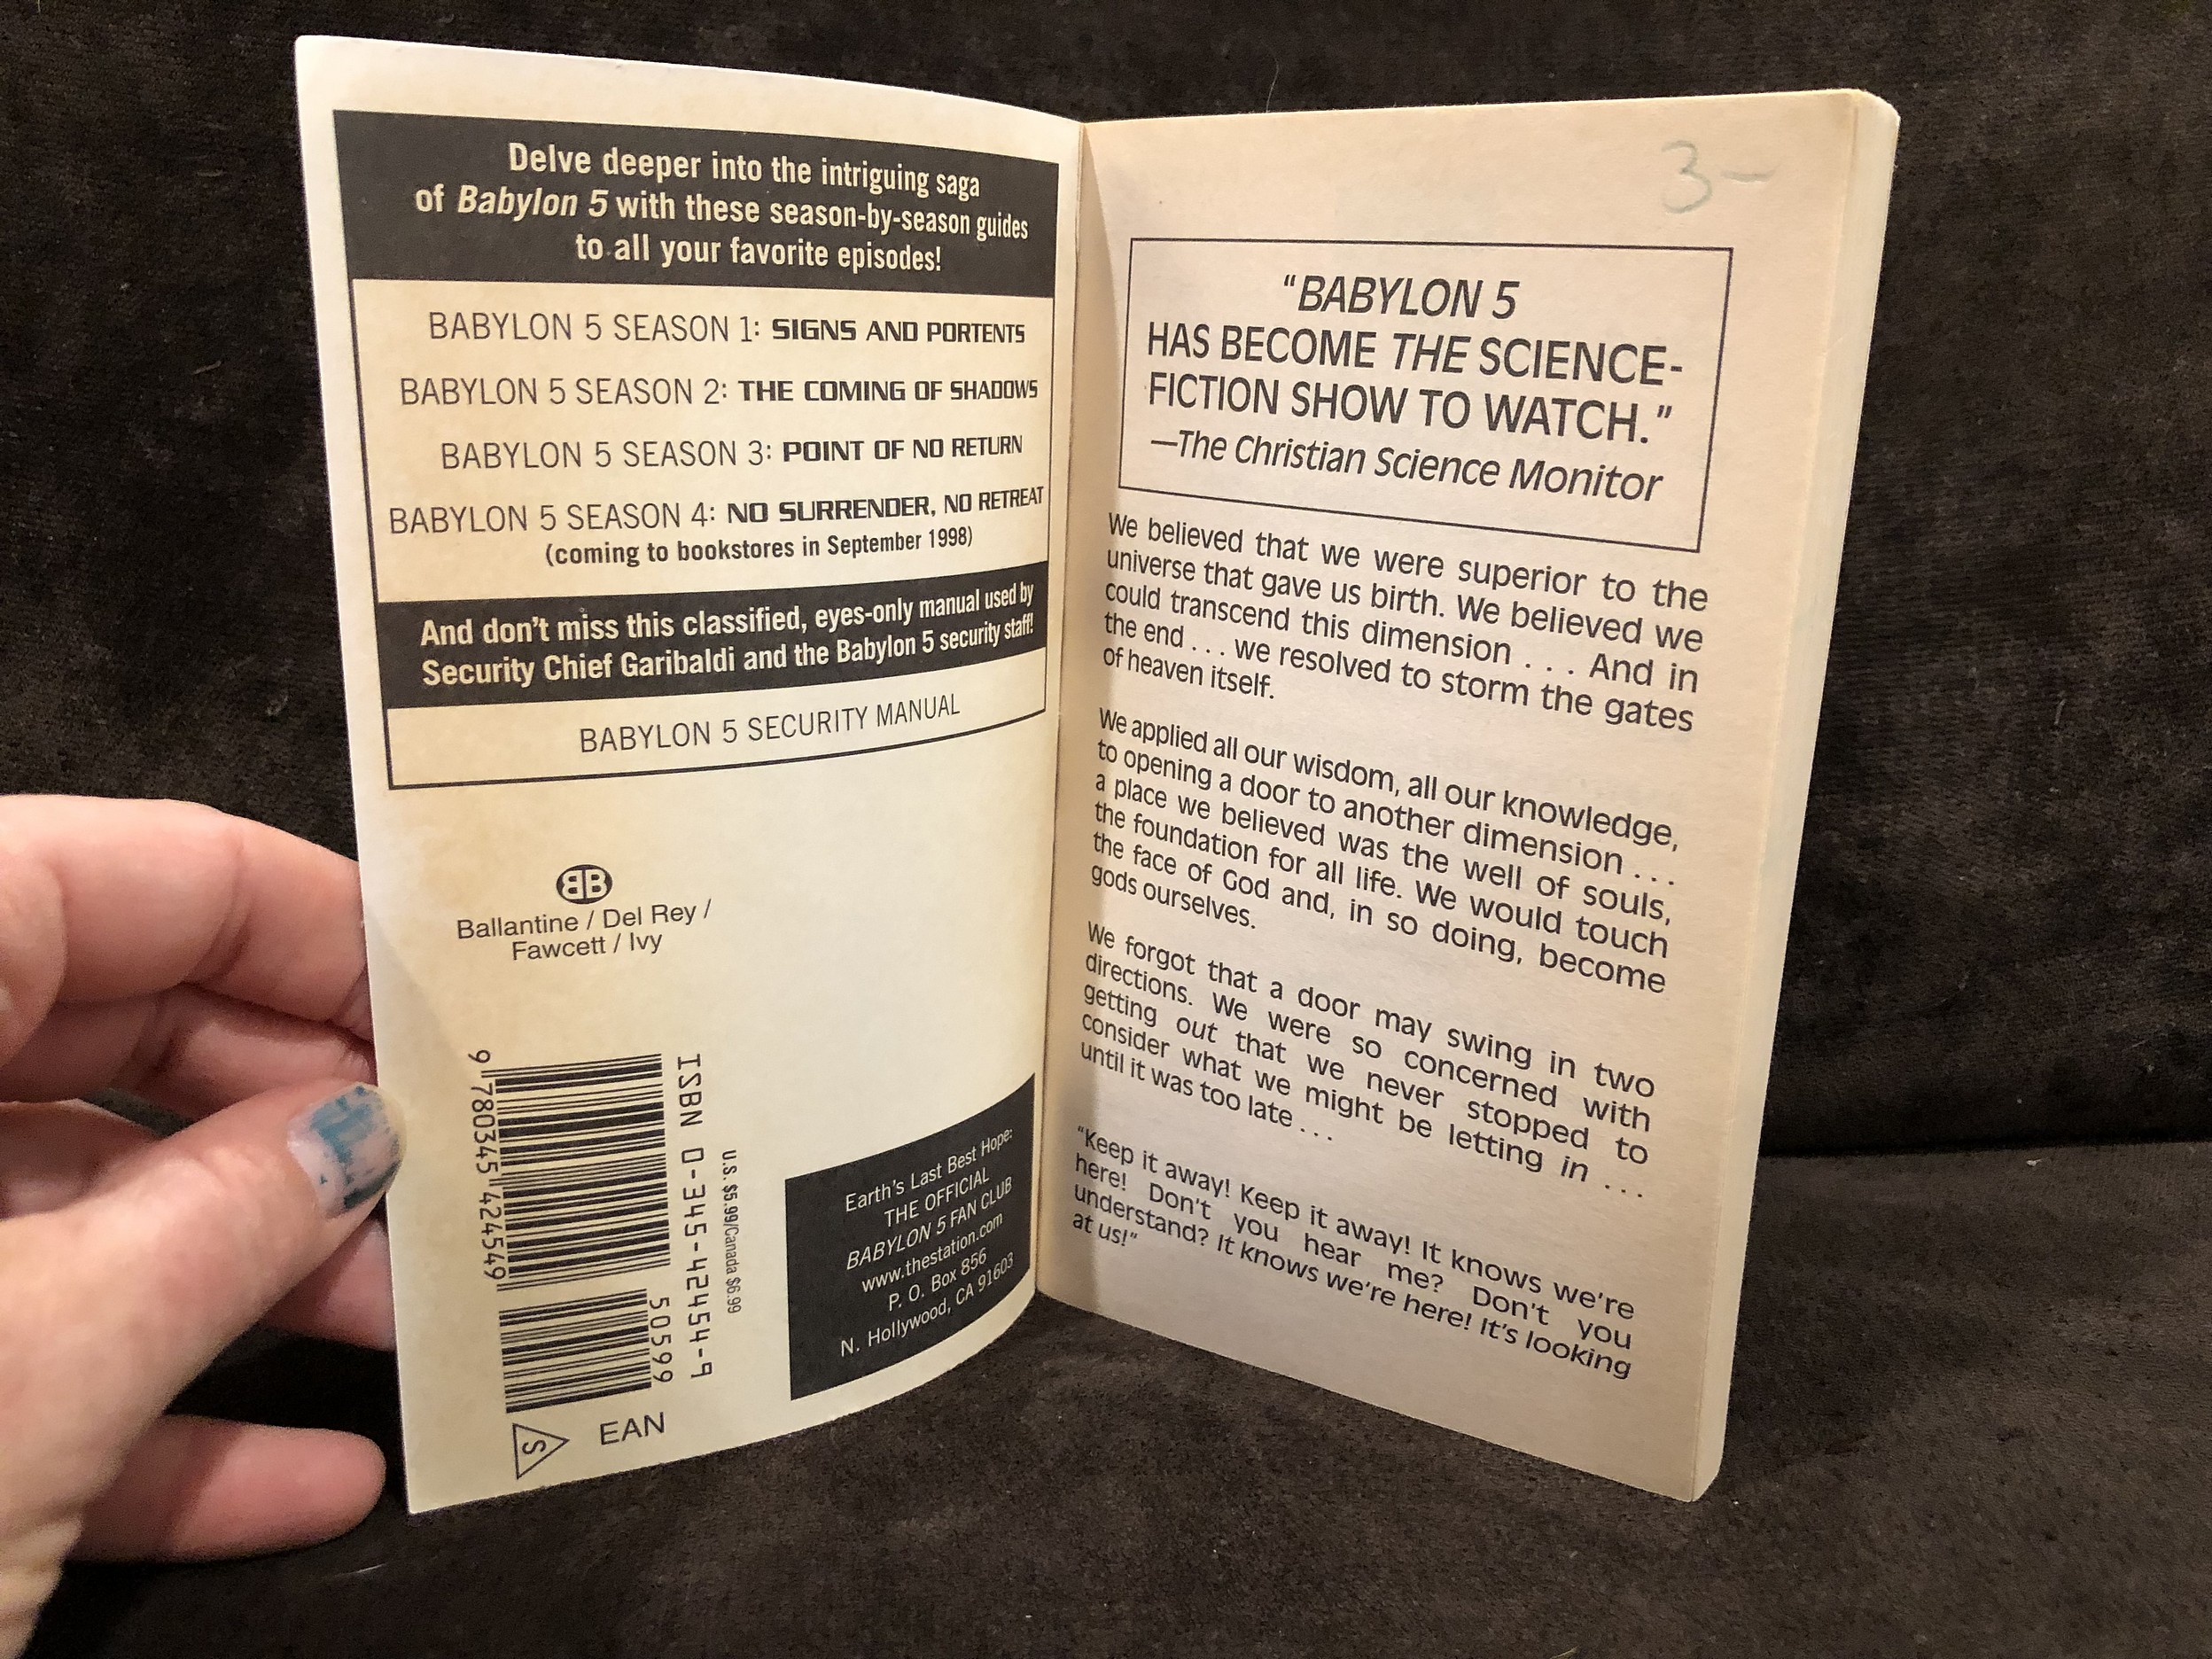 Delve deeper into the intriguing saga
of Babylon 5 with these season-by-season guides
to all your favorite episodes!
BABYLON 5 SEASON 1: SIGNS AND PORTENTS
BABYLON 5 SEASON 2: THE COMING OF SHADOWS
BABYLON 5 SEASON 3: POINT OF NO RETURN
BABYLON 5 SEASON 4: NO SURRENDER, NO RETREAT
(coming to bookstores in September 1998)
And don't miss this classified, eyes-only manual used by
Security Chief Garibaldi and the Babylon 5 security staff!
BABYLON 5 SECURITY MANUAL
BB
Ballantine / Del Rey /
Fawcett / Ivy
9 780345 424549
ISBN 0-345-42454-9
50599
U.S. $5.99/Canada $6.99
S
EAN
Earth's Last Best Hope:
THE OFFICIAL
BABYLON 5 FAN CLUB
www.thestation.com
P. O. Box 856
N. Hollywood, CA 91603
3-
"BABYLON 5
HAS BECOME THE SCIENCE-
FICTION SHOW TO WATCH."
—The Christian Science Monitor
We believed that we were superior to the
universe that gave us birth. We believed we
could transcend this dimension . . . And in
the end . . . we resolved to storm the gates
of heaven itself.
We applied all our wisdom, all our knowledge,
to opening a door to another dimension . . .
a place we believed was the well of souls,
the foundation for all life. We would touch
the face of God and, in so doing, become
gods ourselves.
We forgot that a door may swing in two
directions. We were so concerned with
getting out that we never stopped to
consider what we might be letting in . . .
until it was too late . . .
"Keep it away! Keep it away! It knows we're
here! Don't you hear me? Don't you
understand? It knows we're here! It's looking
at us!"